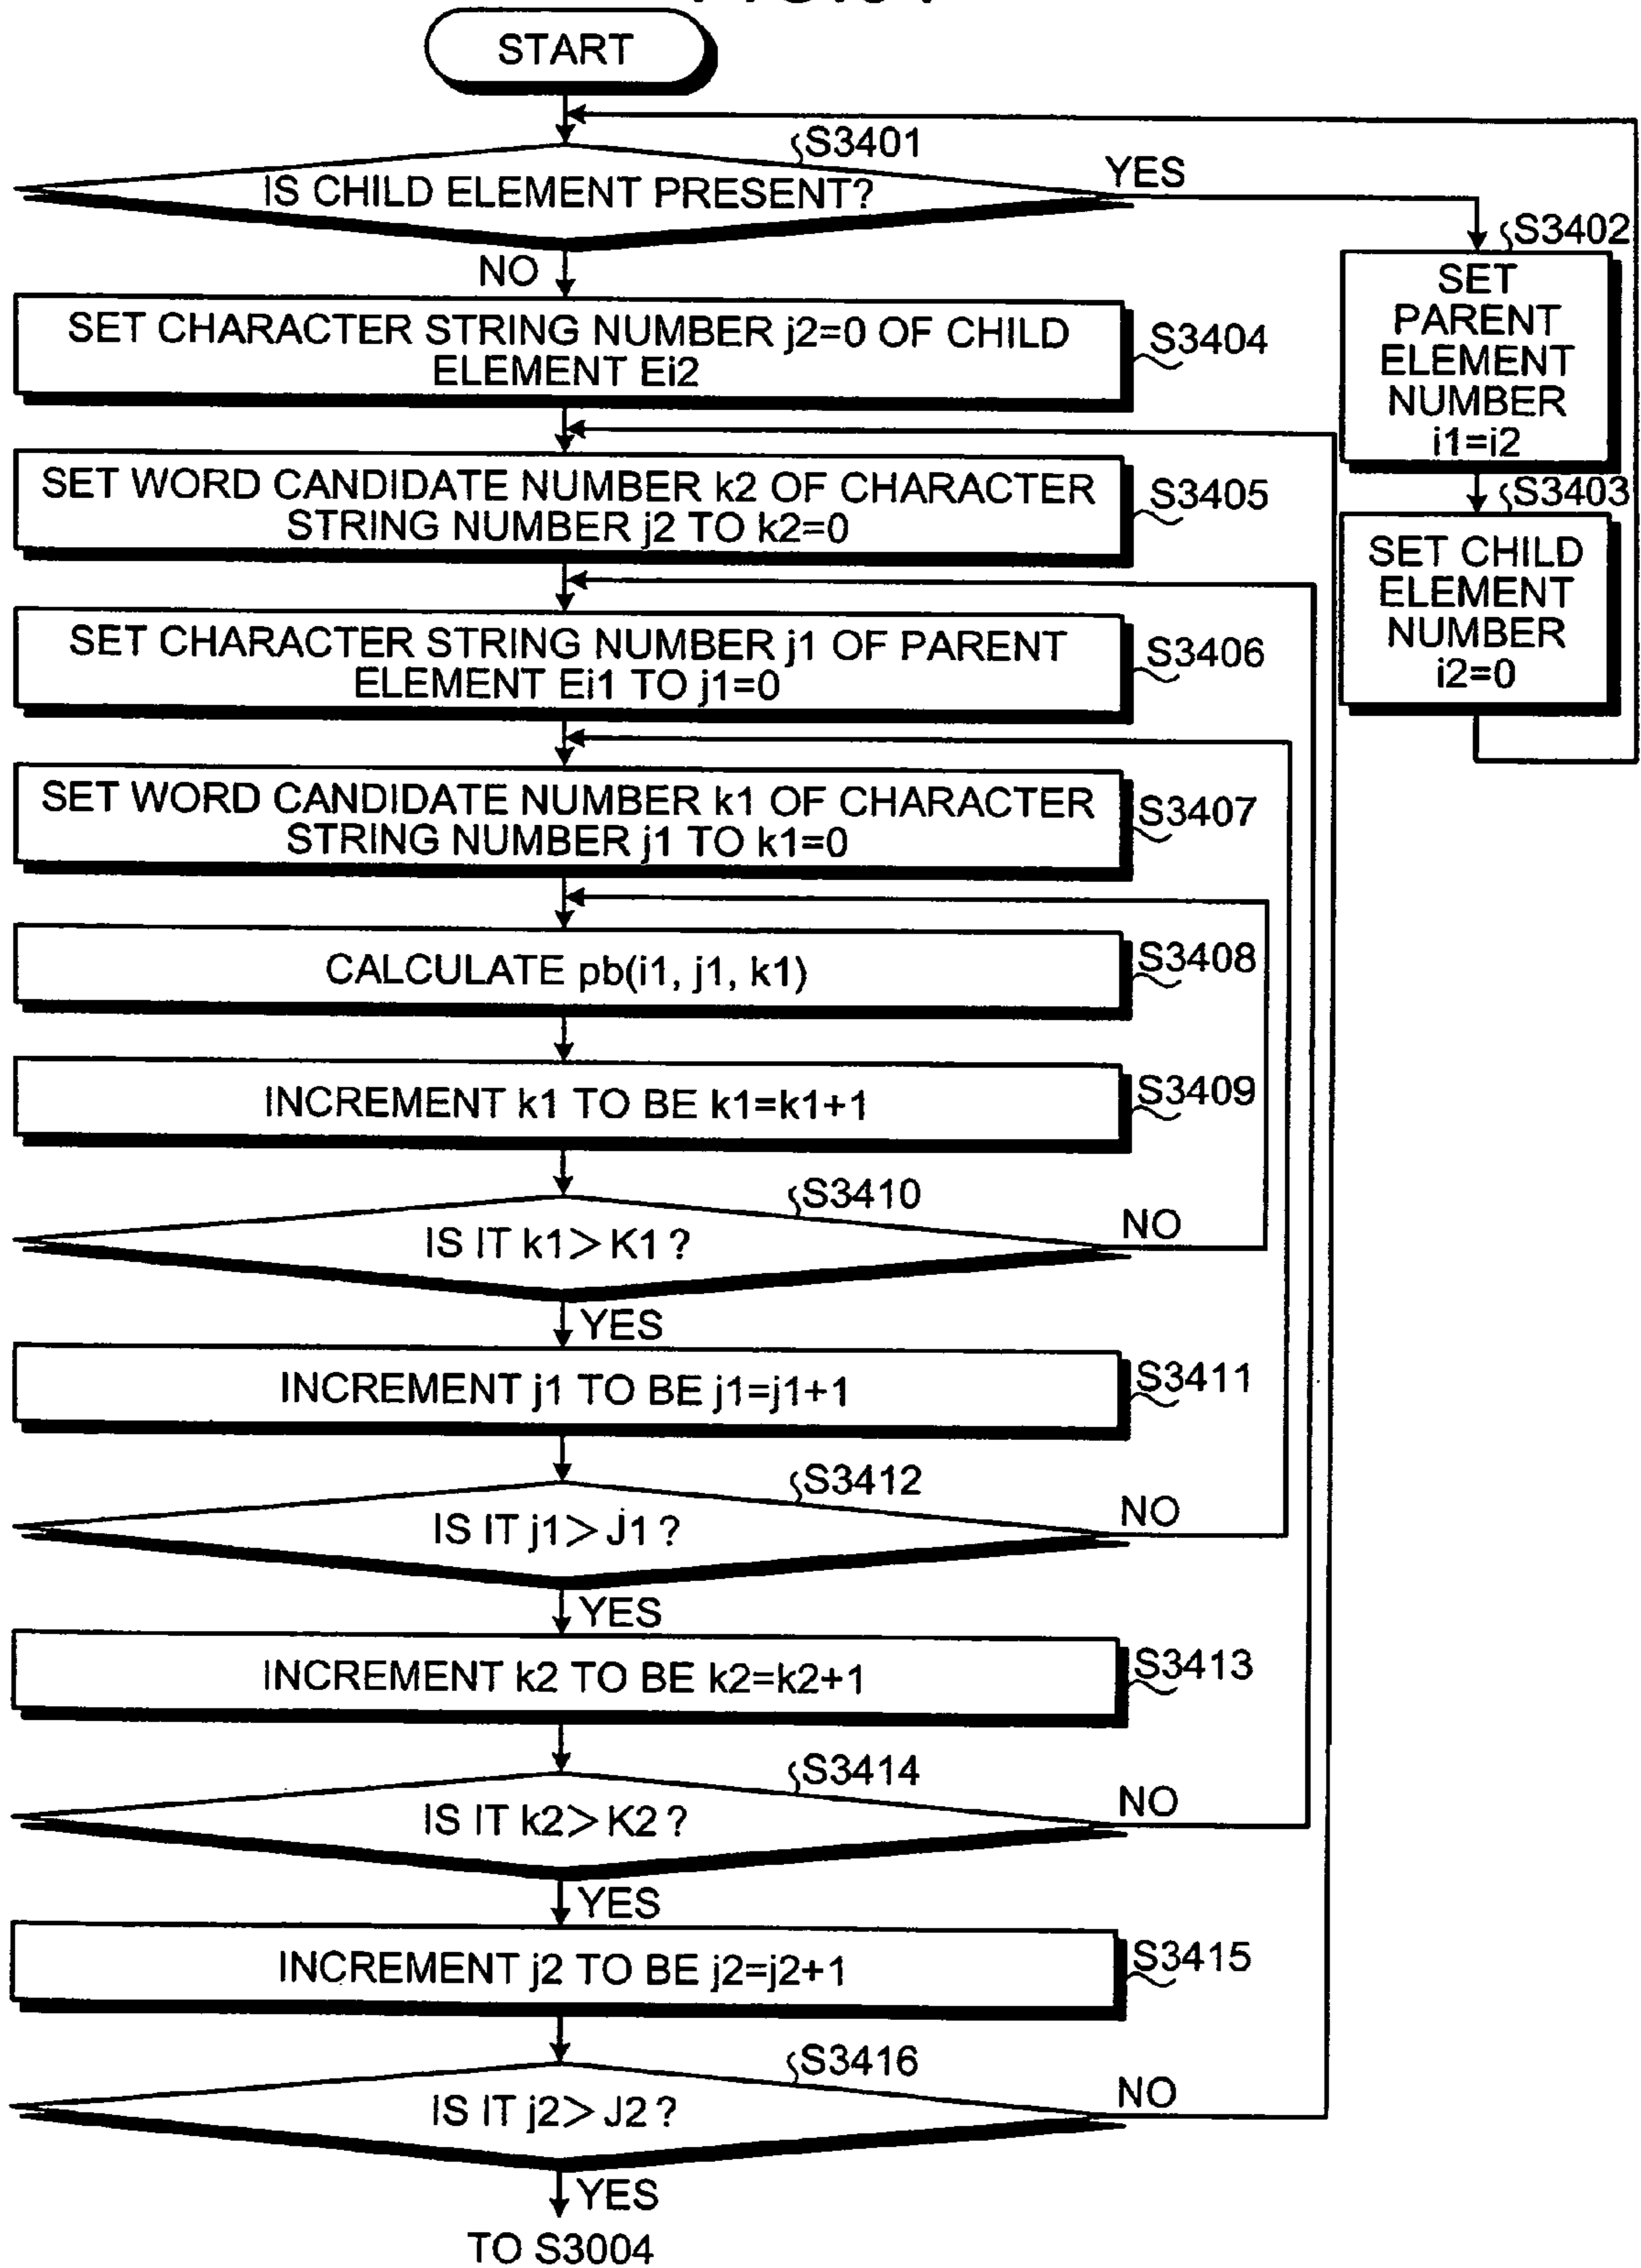 START
S3401
IS CHILD ELEMENT PRESENT?
YES
NO
S3402
SET
PARENT
ELEMENT
NUMBER
i1=i2
S3403
SET CHILD
ELEMENT
NUMBER
i2=0
SET CHARACTER STRING NUMBER j2=0 OF CHILD
ELEMENT Ei2
S3404
SET WORD CANDIDATE NUMBER k2 OF CHARACTER
STRING NUMBER j2 TO k2=0
S3405
SET CHARACTER STRING NUMBER j1 OF PARENT
ELEMENT Ei1 TO j1=0
S3406
SET WORD CANDIDATE NUMBER k1 OF CHARACTER
STRING NUMBER j1 TO k1=0
S3407
CALCULATE pb(i1, j1, k1)
S3408
INCREMENT k1 TO BE k1=k1+1
S3409
S3410
IS IT k1>K1?
NO
YES
INCREMENT j1 TO BE j1=j1+1
S3411
S3412
IS IT j1>J1?
NO
YES
INCREMENT k2 TO BE k2=k2+1
S3413
S3414
IS IT k2>K2?
NO
YES
INCREMENT j2 TO BE j2=j2+1
S3415
S3416
IS IT j2>J2?
NO
YES
TO S3004